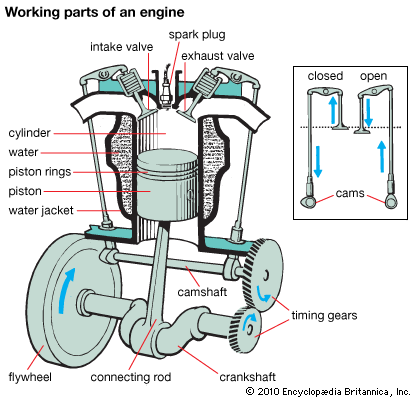 Working parts of an engine
spark plug
intake valve
exhaust valve
closed
open
cylinder
water
piston rings
piston
water jacket
cams
camshaft
timing gears
flywheel
connecting rod
crankshaft
© 2010 Encyclopædia Britannica, Inc.